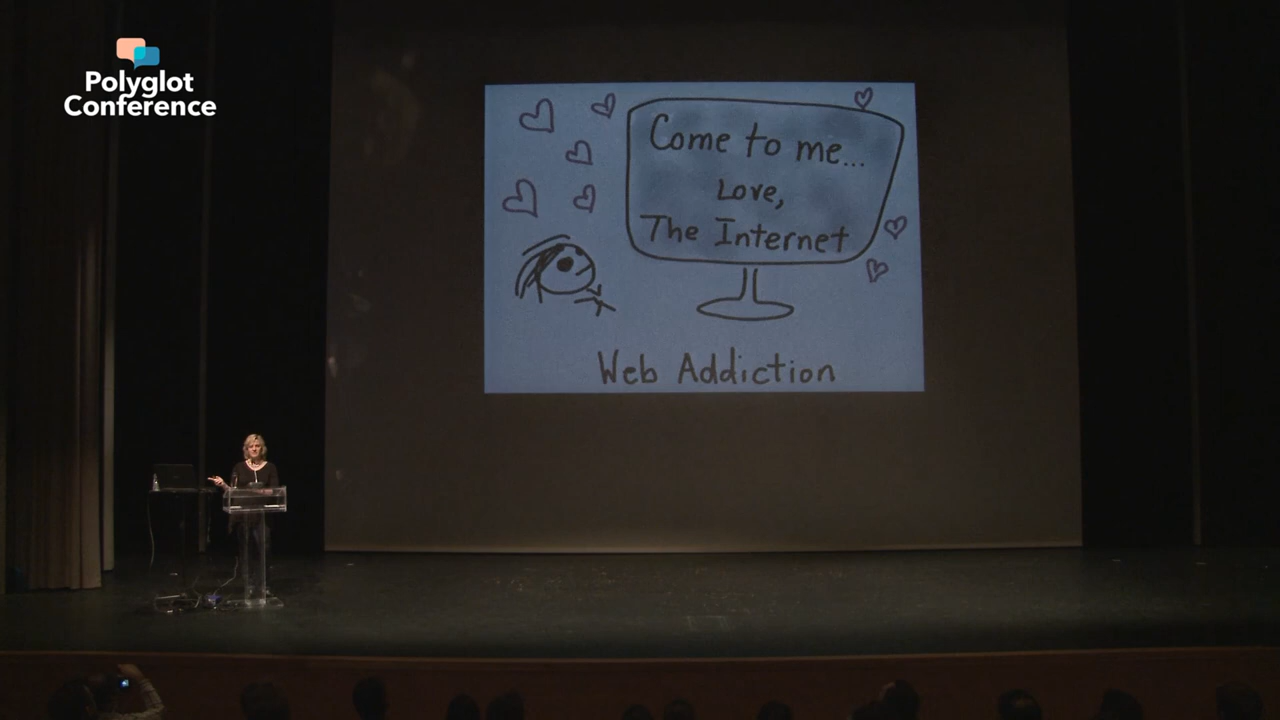 Polyglot
Conference
Come to me...
Love,
The Internet
Web Addiction